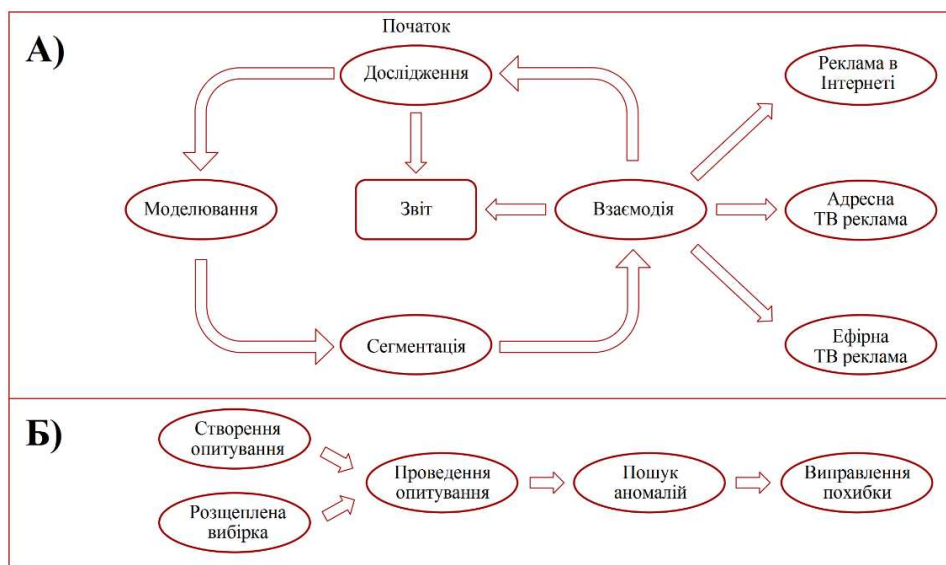 А)
Початок
Дослідження
Реклама в
Інтернеті
Моделювання
Звіт
Взаємодія
Адресна
ТВ реклама
Сегментація
Ефірна
ТВ реклама
Б)
Створення
опитування
Розщеплена
вибірка
Проведення
опитування
Пошук
аномалій
Виправлення
похибки